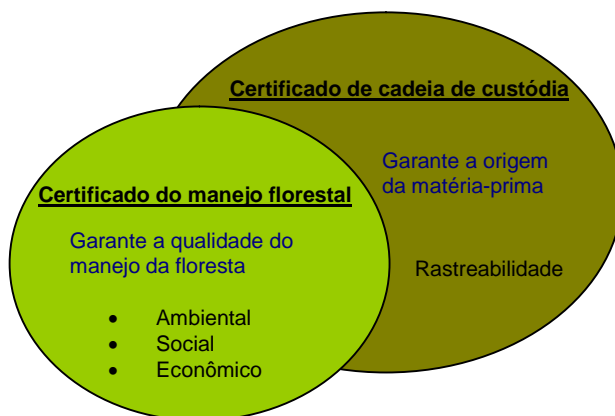 Certificado de cadeia de custódia
Garante a origem
da matéria-prima
Rastreabilidade
Certificado do manejo florestal
Garante a qualidade do
manejo da floresta
• Ambiental
• Social
• Econômico